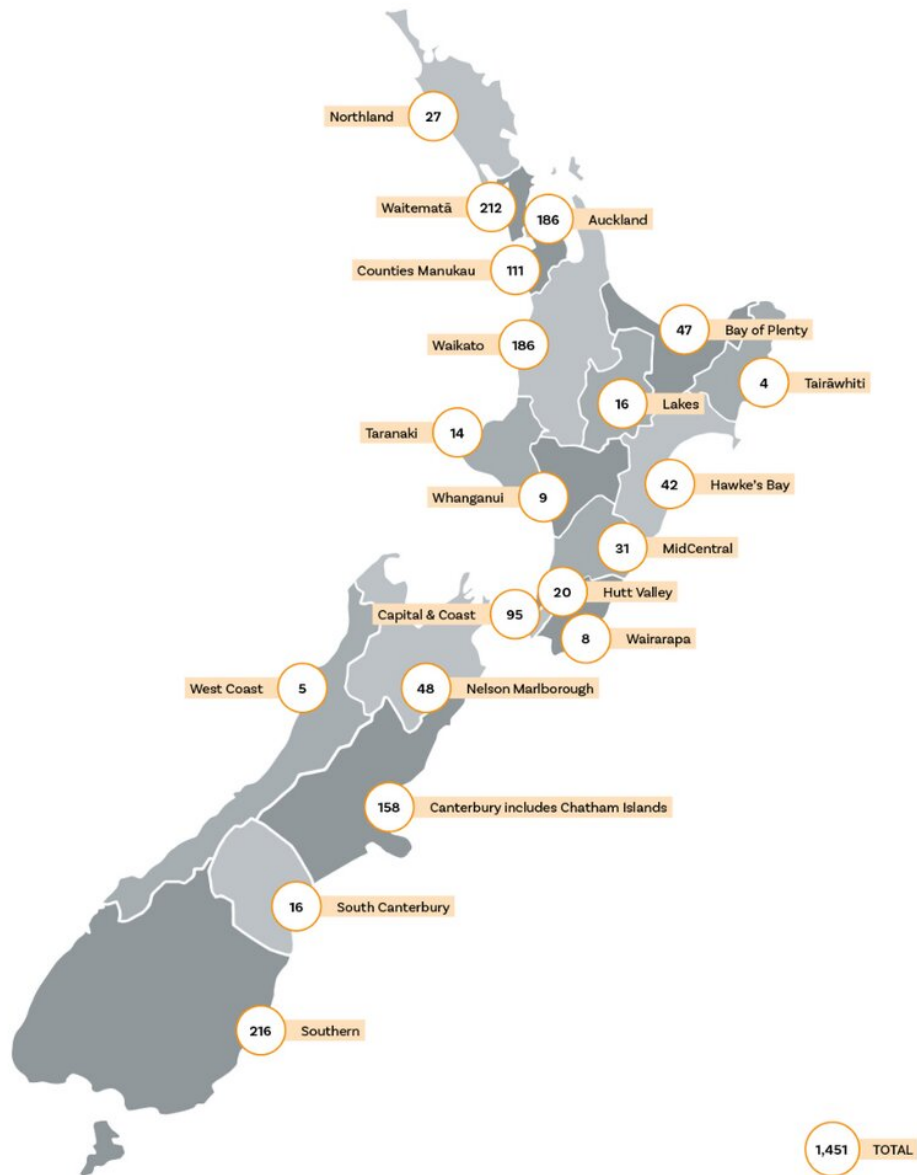 Northland 27
Waitematā 212
186 Auckland
Counties Manukau 111
47 Bay of Plenty
Waikato 186
4 Tairāwhiti
16 Lakes
Taranaki 14
42 Hawke's Bay
Whanganui 9
31 MidCentral
20 Hutt Valley
Capital & Coast 95
8 Wairarapa
West Coast 5
48 Nelson Marlborough
158 Canterbury includes Chatham Islands
16 South Canterbury
216 Southern
1,451 TOTAL